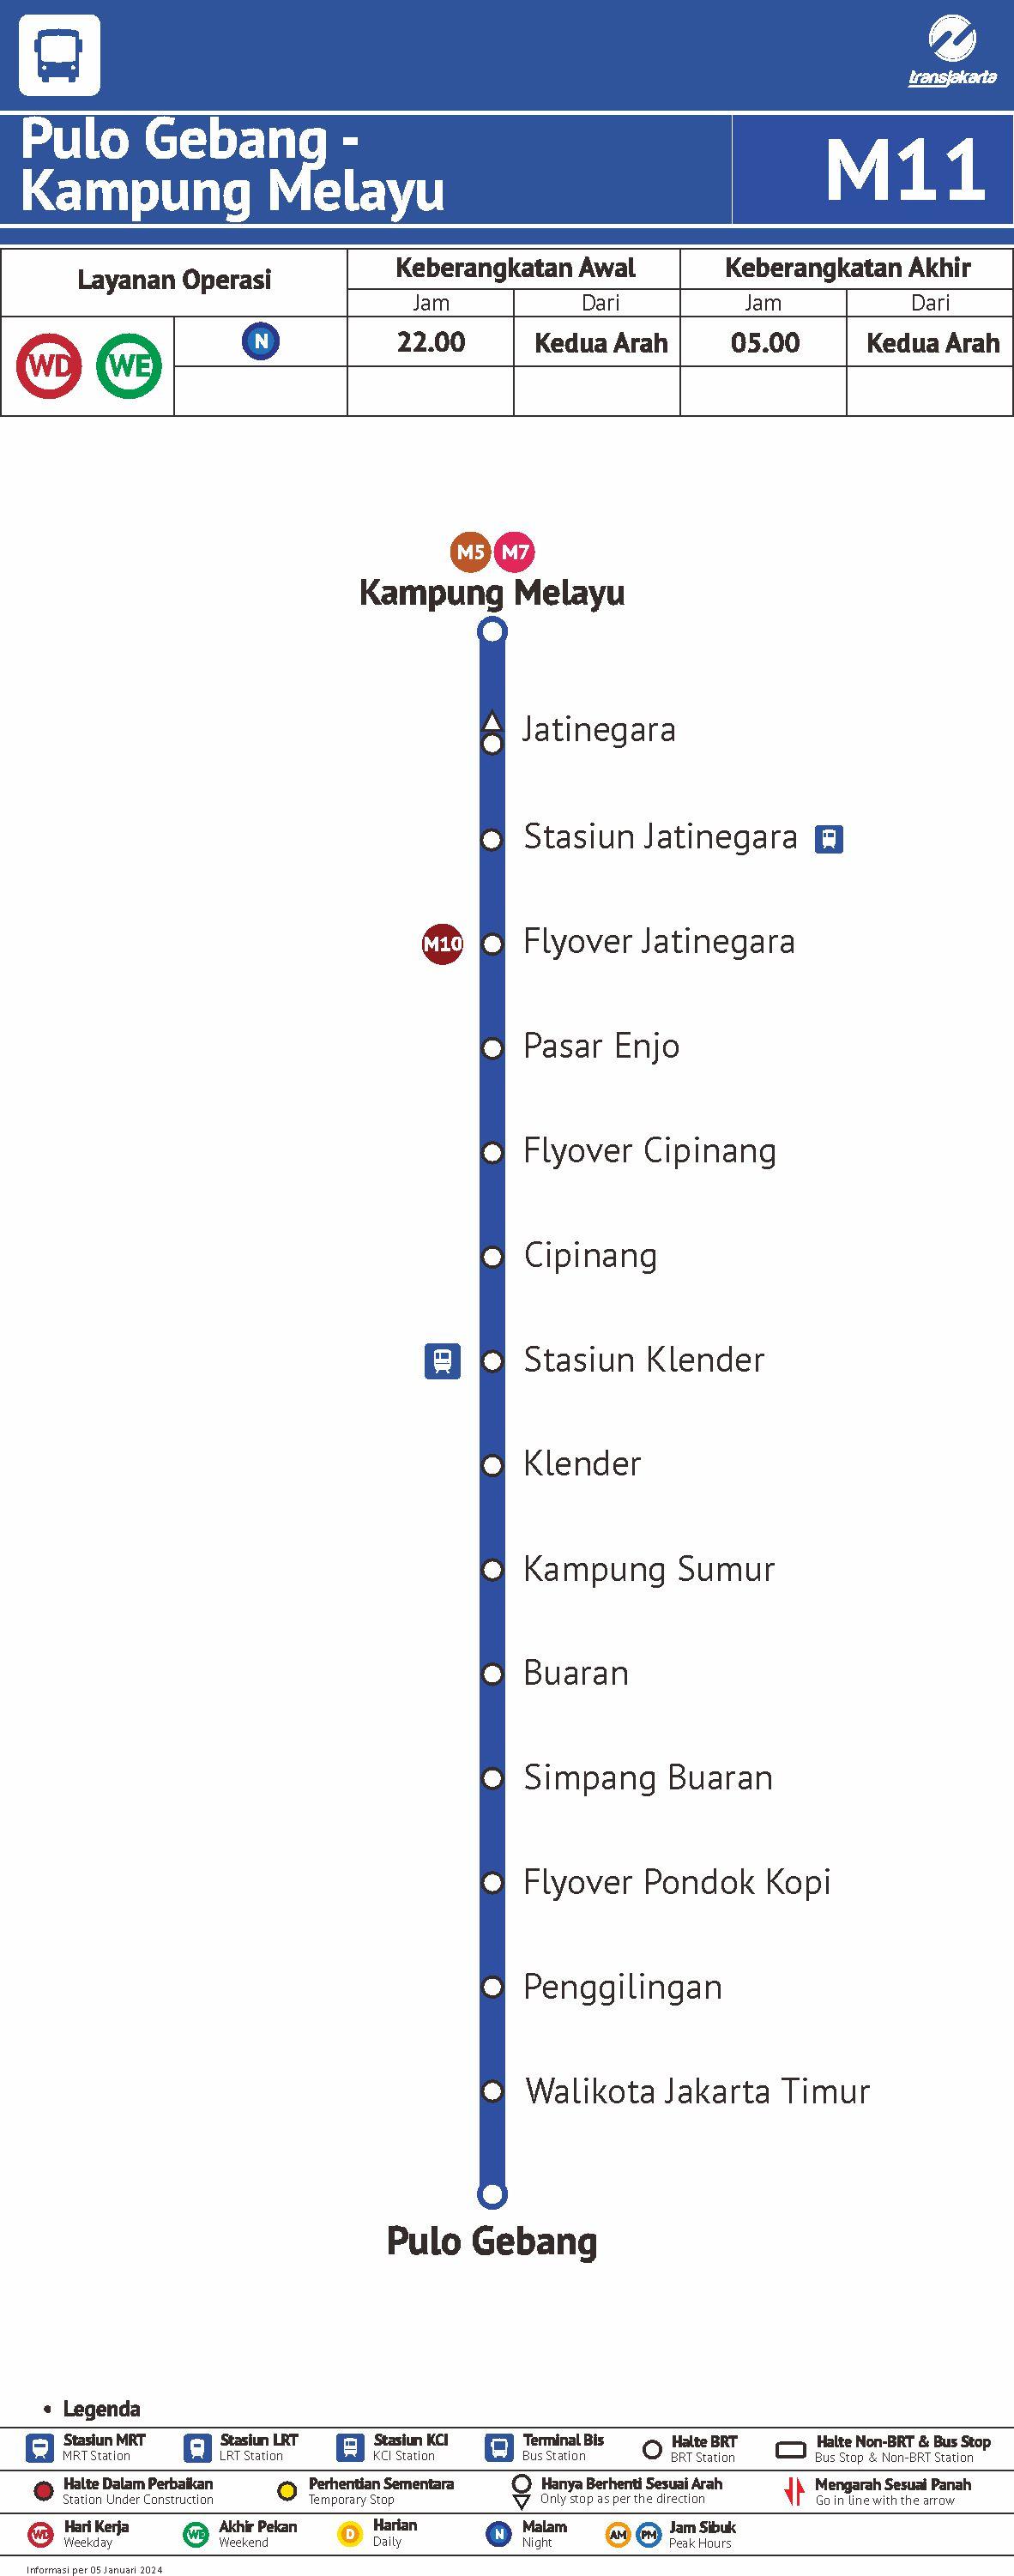 transjakarta
Pulo Gebang -
Kampung Melayu
M11
Layanan Operasi
Keberangkatan Awal
Keberangkatan Akhir
Jam
Dari
Jam
Dari
WD
WE
N
22.00
Kedua Arah
05.00
Kedua Arah
M5
M7
Kampung Melayu
Jatinegara
Stasiun Jatinegara
M10
Flyover Jatinegara
Pasar Enjo
Flyover Cipinang
Cipinang
Stasiun Klender
Klender
Kampung Sumur
Buaran
Simpang Buaran
Flyover Pondok Kopi
Penggilingan
Walikota Jakarta Timur
Pulo Gebang
• Legenda
Stasiun MRT
MRT Station
Stasiun LRT
LRT Station
Stasiun KCI
KCI Station
Terminal Bis
Bus Station
Halte BRT
BRT Station
Halte Non-BRT & Bus Stop
Bus Stop & Non-BRT Station
Halte Dalam Perbaikan
Station Under Construction
Perhentian Sementara
Temporary Stop
Hanya Berhenti Sesuai Arah
Only stop as per the direction
Mengarah Sesuai Panah
Go in line with the arrow
WD
Hari Kerja
Weekday
WE
Akhir Pekan
Weekend
D
Harian
Daily
N
Malam
Night
AM
PM
Jam Sibuk
Peak Hours
Informasi per 05 Januari 2024